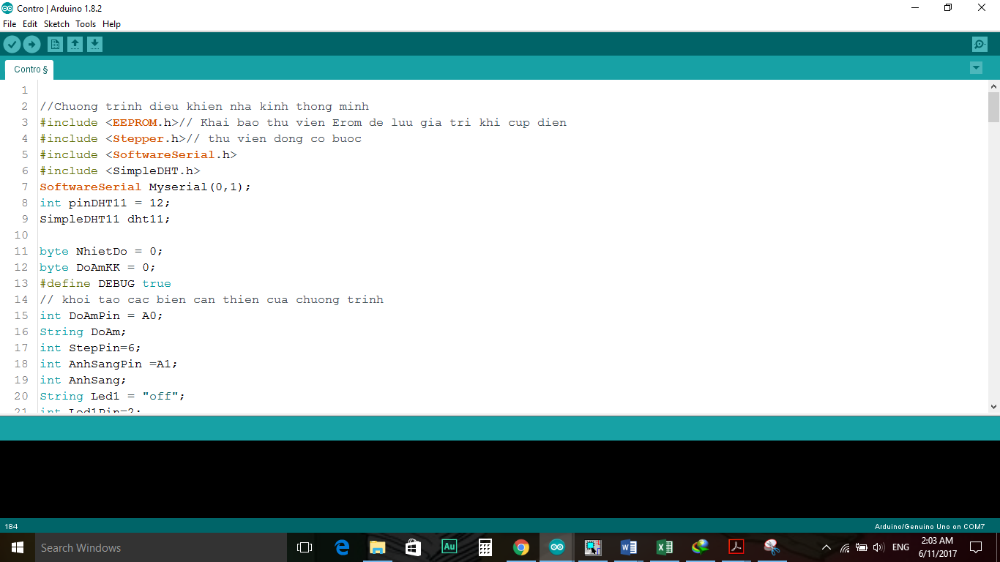 Contro | Arduino 1.8.2
File Edit Sketch Tools Help
Contro §
1
2 //Chuong trinh dieu khien nha kinh thong minh
3 #include <EEPROM.h>// Khai bao thu vien Erom de luu gia tri khi cup dien
4 #include <Stepper.h>// thu vien dong co buoc
5 #include <SoftwareSerial.h>
6 #include <SimpleDHT.h>
7 SoftwareSerial Myserial(0,1);
8 int pinDHT11 = 12;
9 SimpleDHT11 dht11;
10
11 byte NhietDo = 0;
12 byte DoAmKK = 0;
13 #define DEBUG true
14 // khoi tao cac bien can thien cua chuong trinh
15 int DoAmPin = A0;
16 String DoAm;
17 int StepPin=6;
18 int AnhSangPin =A1;
19 int AnhSang;
20 String Led1 = "off";
21 int Led1Pin=2;
184
Arduino/Genuino Uno on COM7
Search Windows
Au
ENG
2:03 AM
6/11/2017